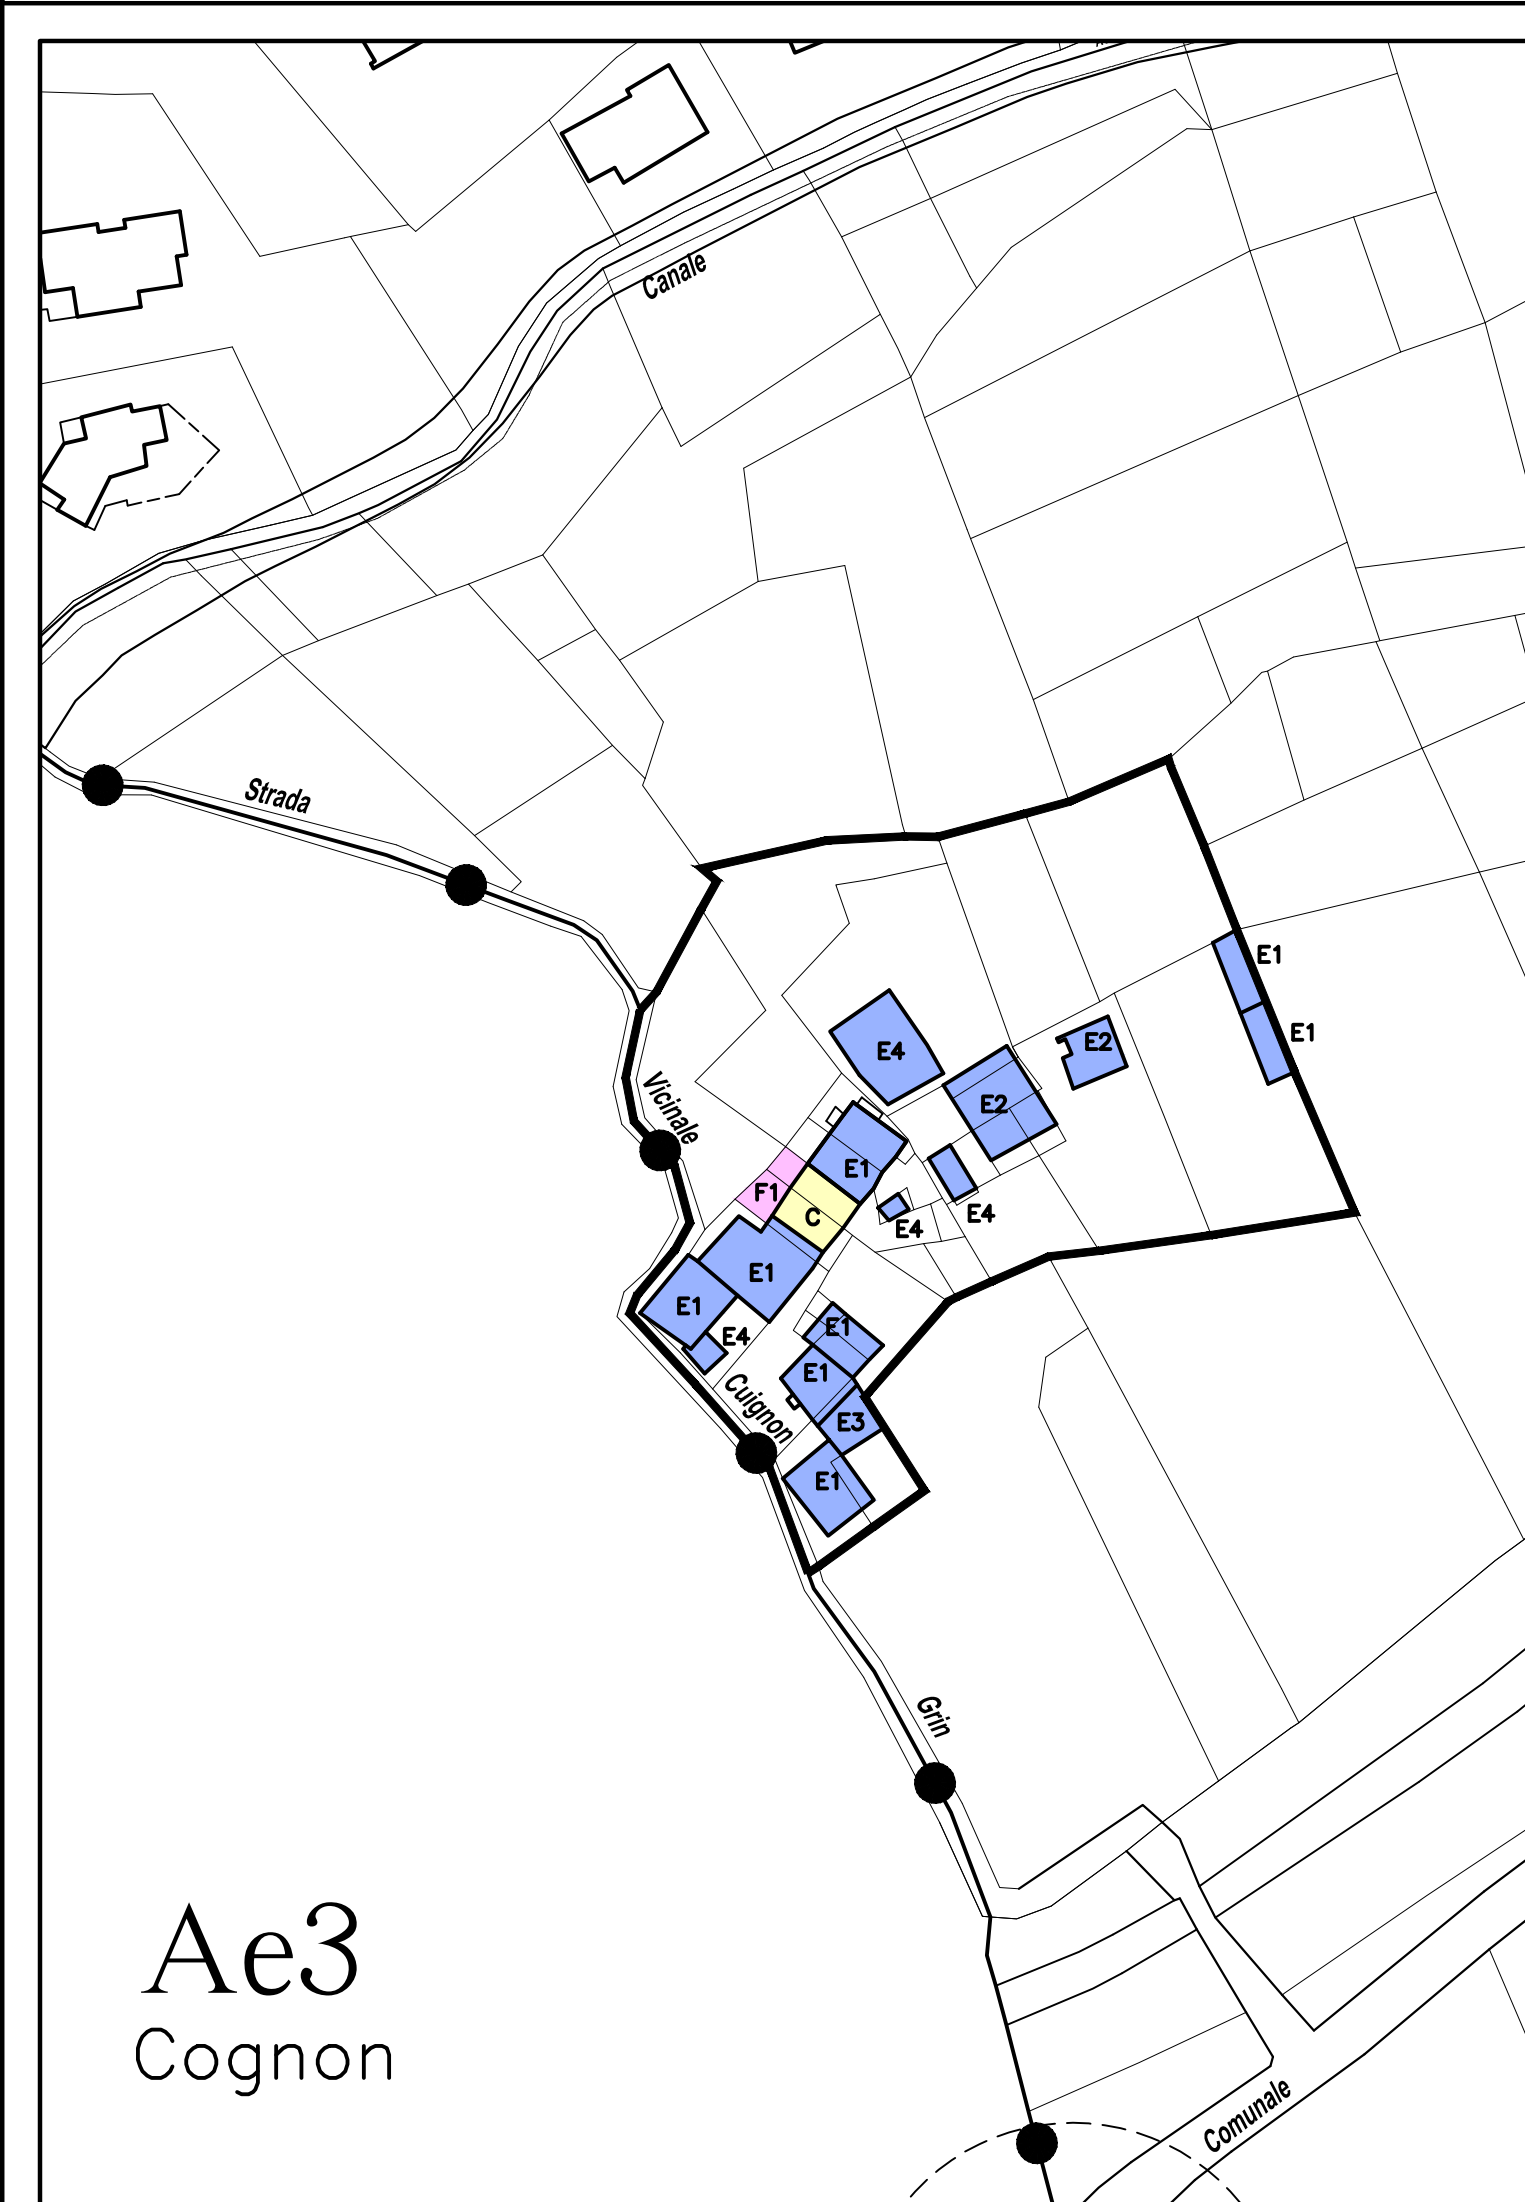 Canale
Strada
E1
E1
E2
E4
Vicinale
E2
E1
F1
E4
C
E4
E1
E1
E1
E4
E1
Cuignon
E3
E1
Grin
Ae3
Cognon
Comunale